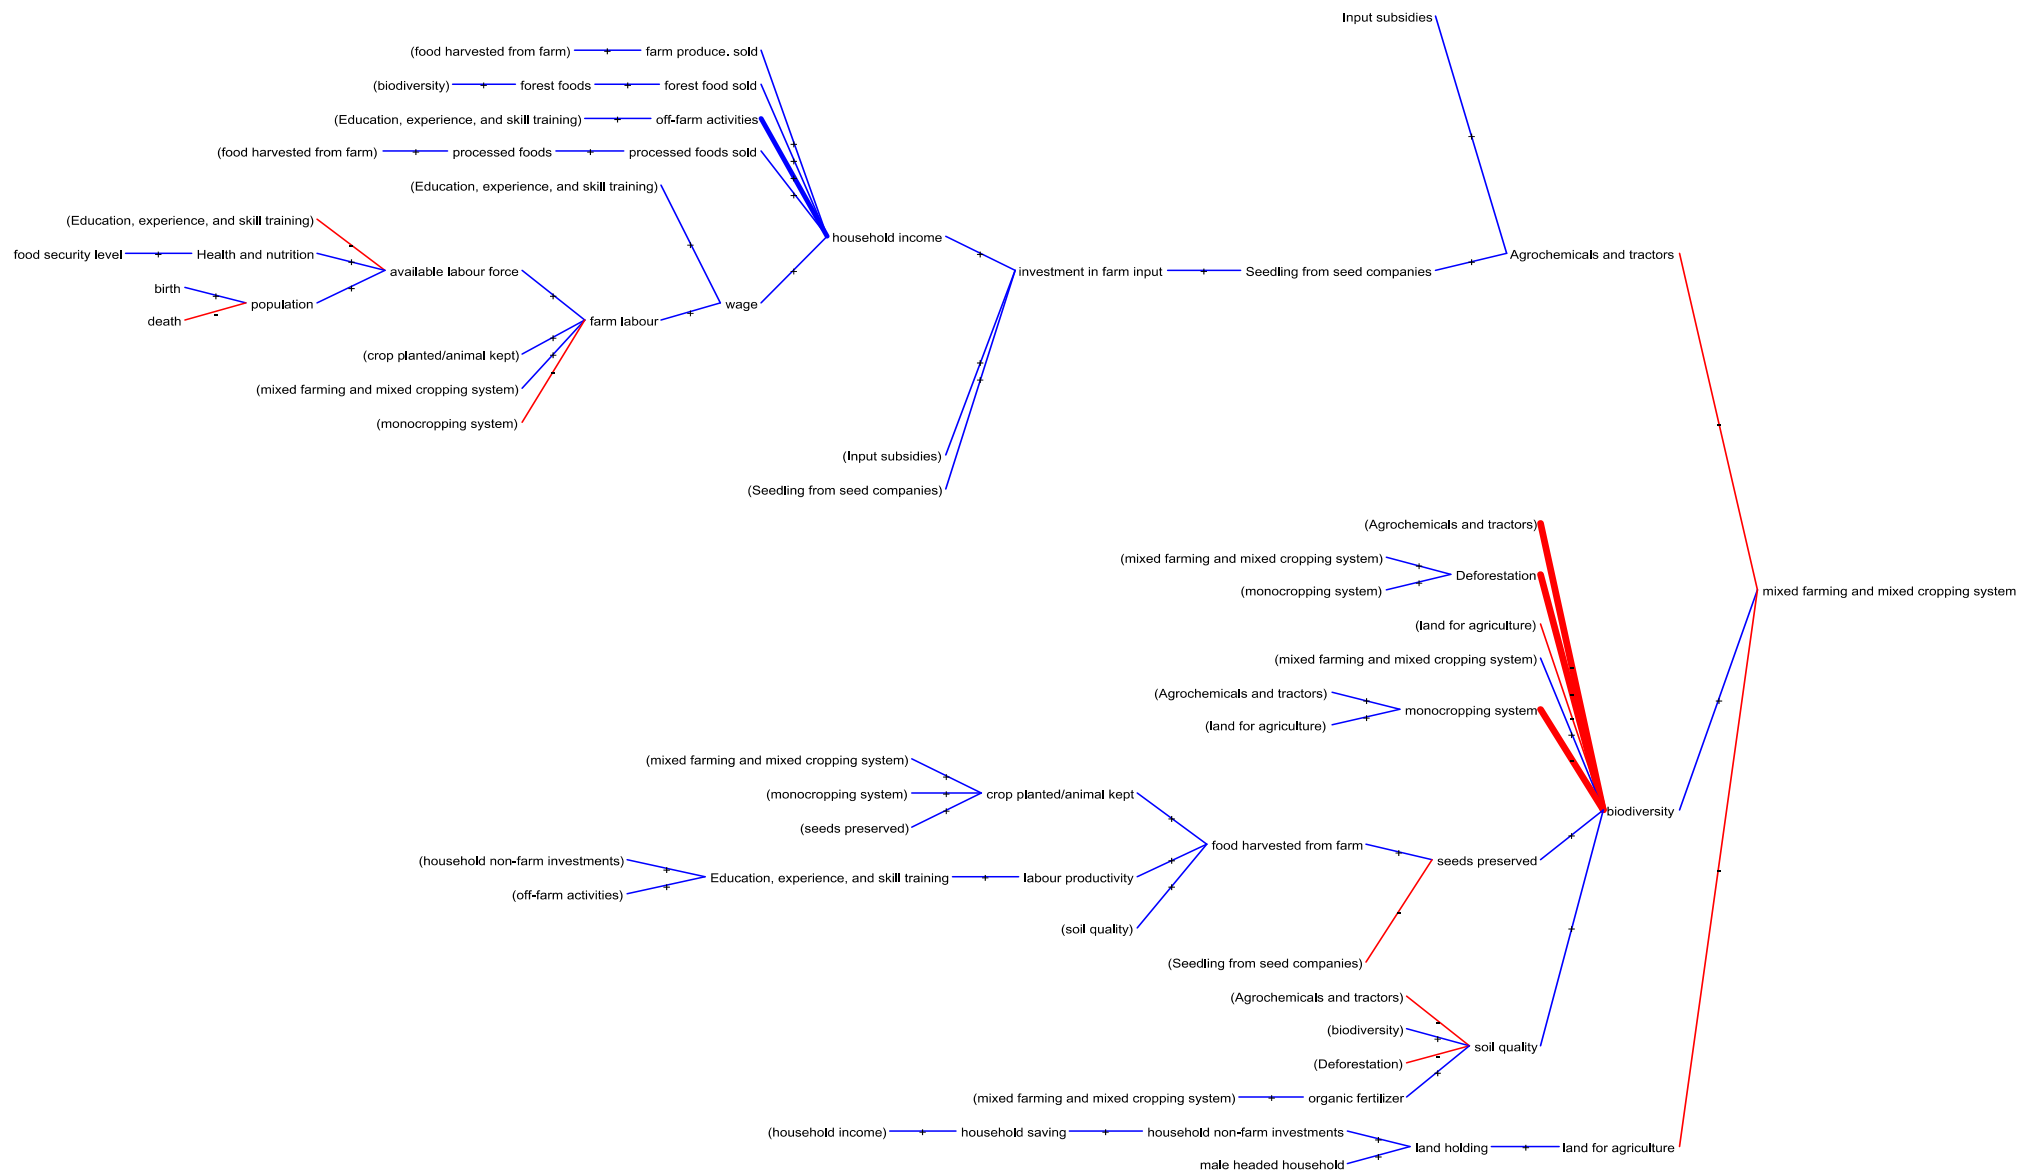 Input subsidies
(food harvested from farm) + farm produce. sold
(biodiversity) + forest foods + forest food sold
(Education, experience, and skill training) + off-farm activities
(food harvested from farm) + processed foods + processed foods sold
(Education, experience, and skill training)
(Education, experience, and skill training)
household income
food security level + Health and nutrition
Agrochemicals and tractors
available labour force
investment in farm input + Seedling from seed companies
birth
population
wage
death
farm labour
(crop planted/animal kept)
(mixed farming and mixed cropping system)
(monocropping system)
(Input subsidies)
(Seedling from seed companies)
(Agrochemicals and tractors)
(mixed farming and mixed cropping system)
Deforestation
(monocropping system)
mixed farming and mixed cropping system
(land for agriculture)
(mixed farming and mixed cropping system)
(Agrochemicals and tractors)
monocropping system
(land for agriculture)
(mixed farming and mixed cropping system)
(monocropping system)
crop planted/animal kept
biodiversity
(seeds preserved)
food harvested from farm
(household non-farm investments)
seeds preserved
Education, experience, and skill training + labour productivity
(off-farm activities)
(soil quality)
(Seedling from seed companies)
(Agrochemicals and tractors)
(biodiversity)
soil quality
(Deforestation)
(mixed farming and mixed cropping system) + organic fertilizer
(household income) + household saving + household non-farm investments
land holding + land for agriculture
male headed household